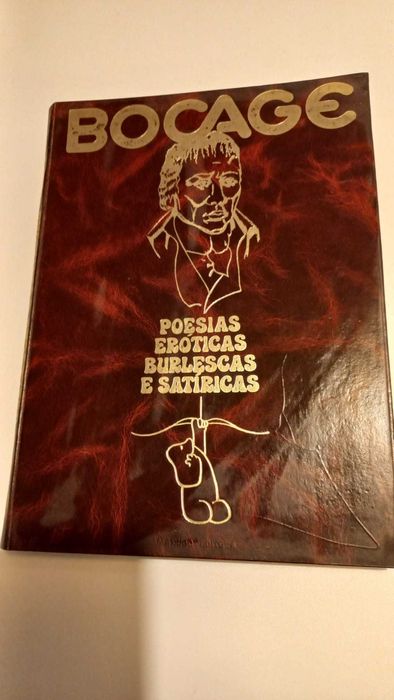 BOCAGE
POESIAS
ERÓTICAS
BURLESCAS
E SATÍRICAS